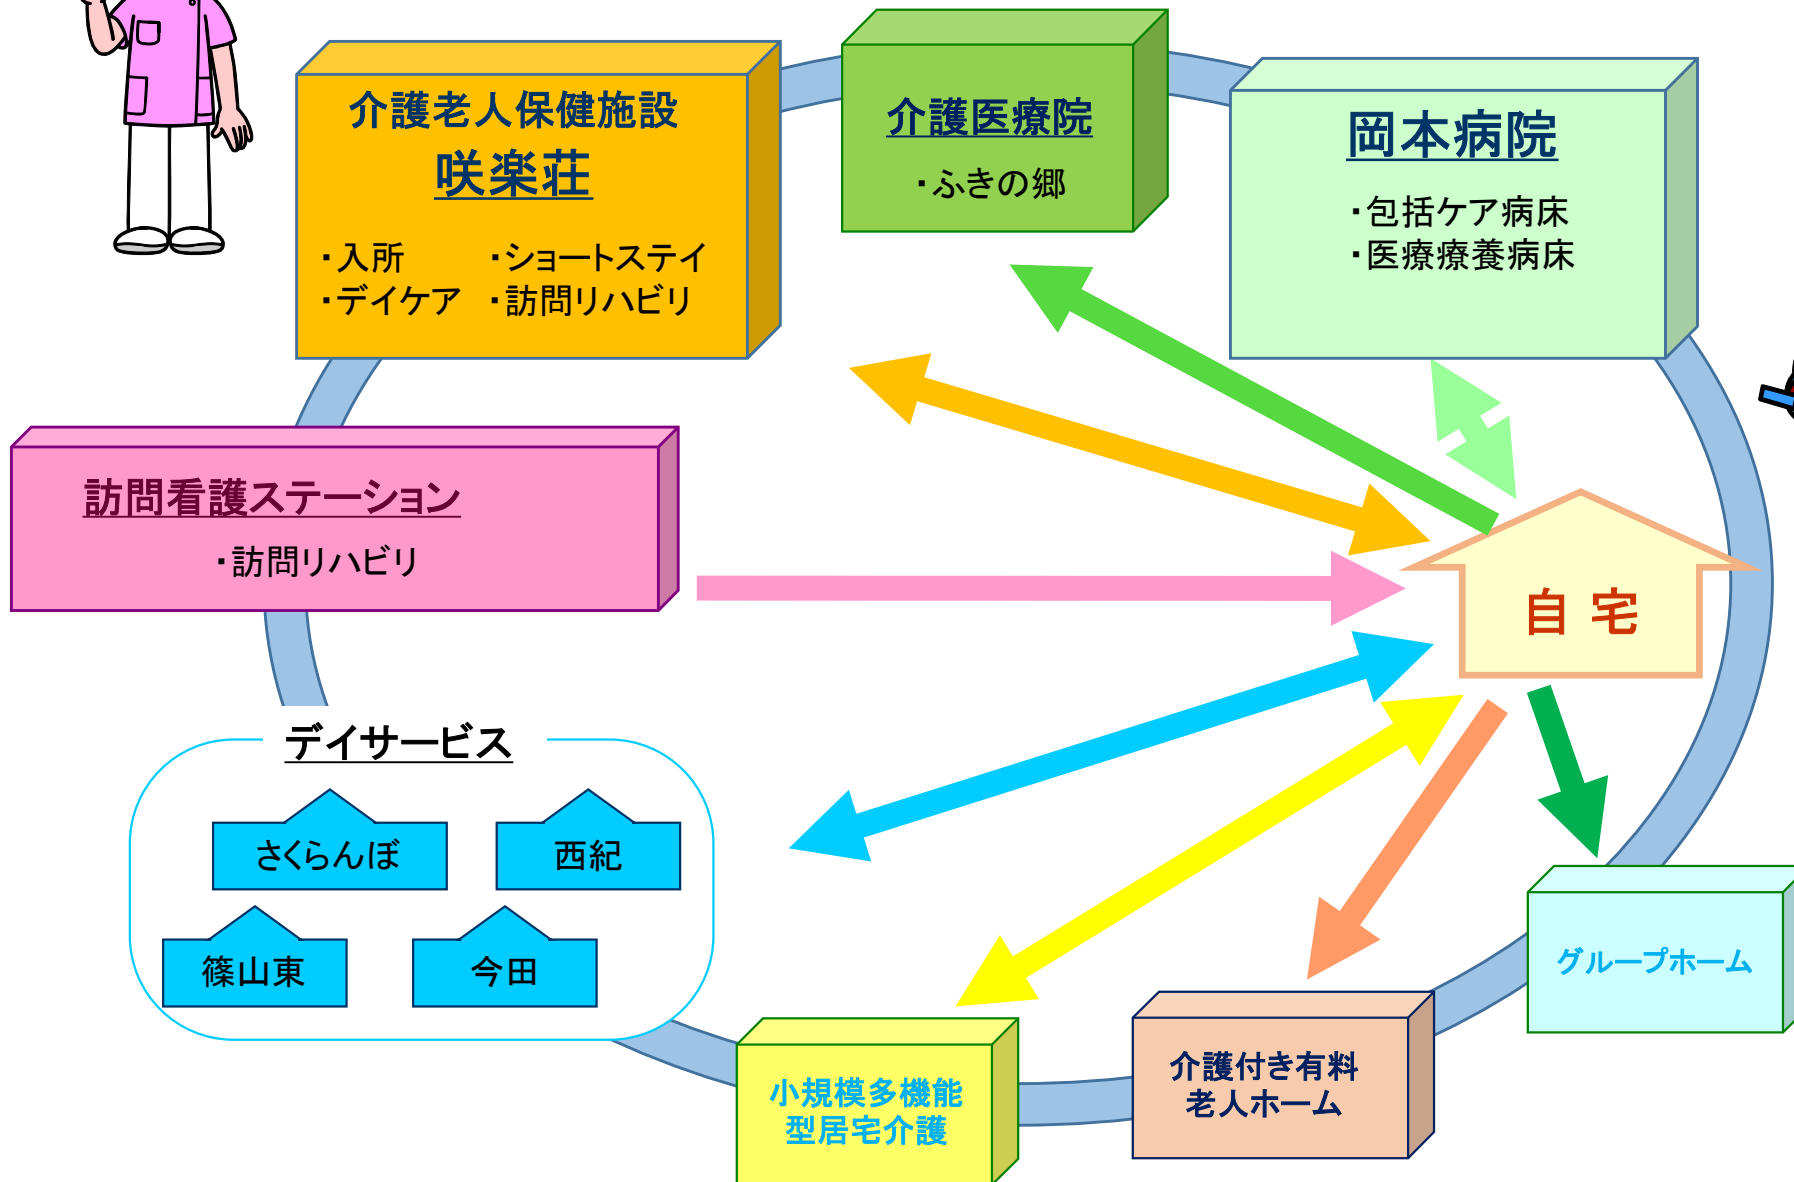 介護老人保健施設
咲楽荘
・入所
・ショートステイ
・デイケア
・訪問リハビリ
介護医療院
・ふきの郷
岡本病院
・包括ケア病床
・医療療養病床
訪問看護ステーション
・訪問リハビリ
自宅
デイサービス
さくらんぼ
西紀
篠山東
今田
小規模多機能
型居宅介護
介護付き有料
老人ホーム
グループホーム